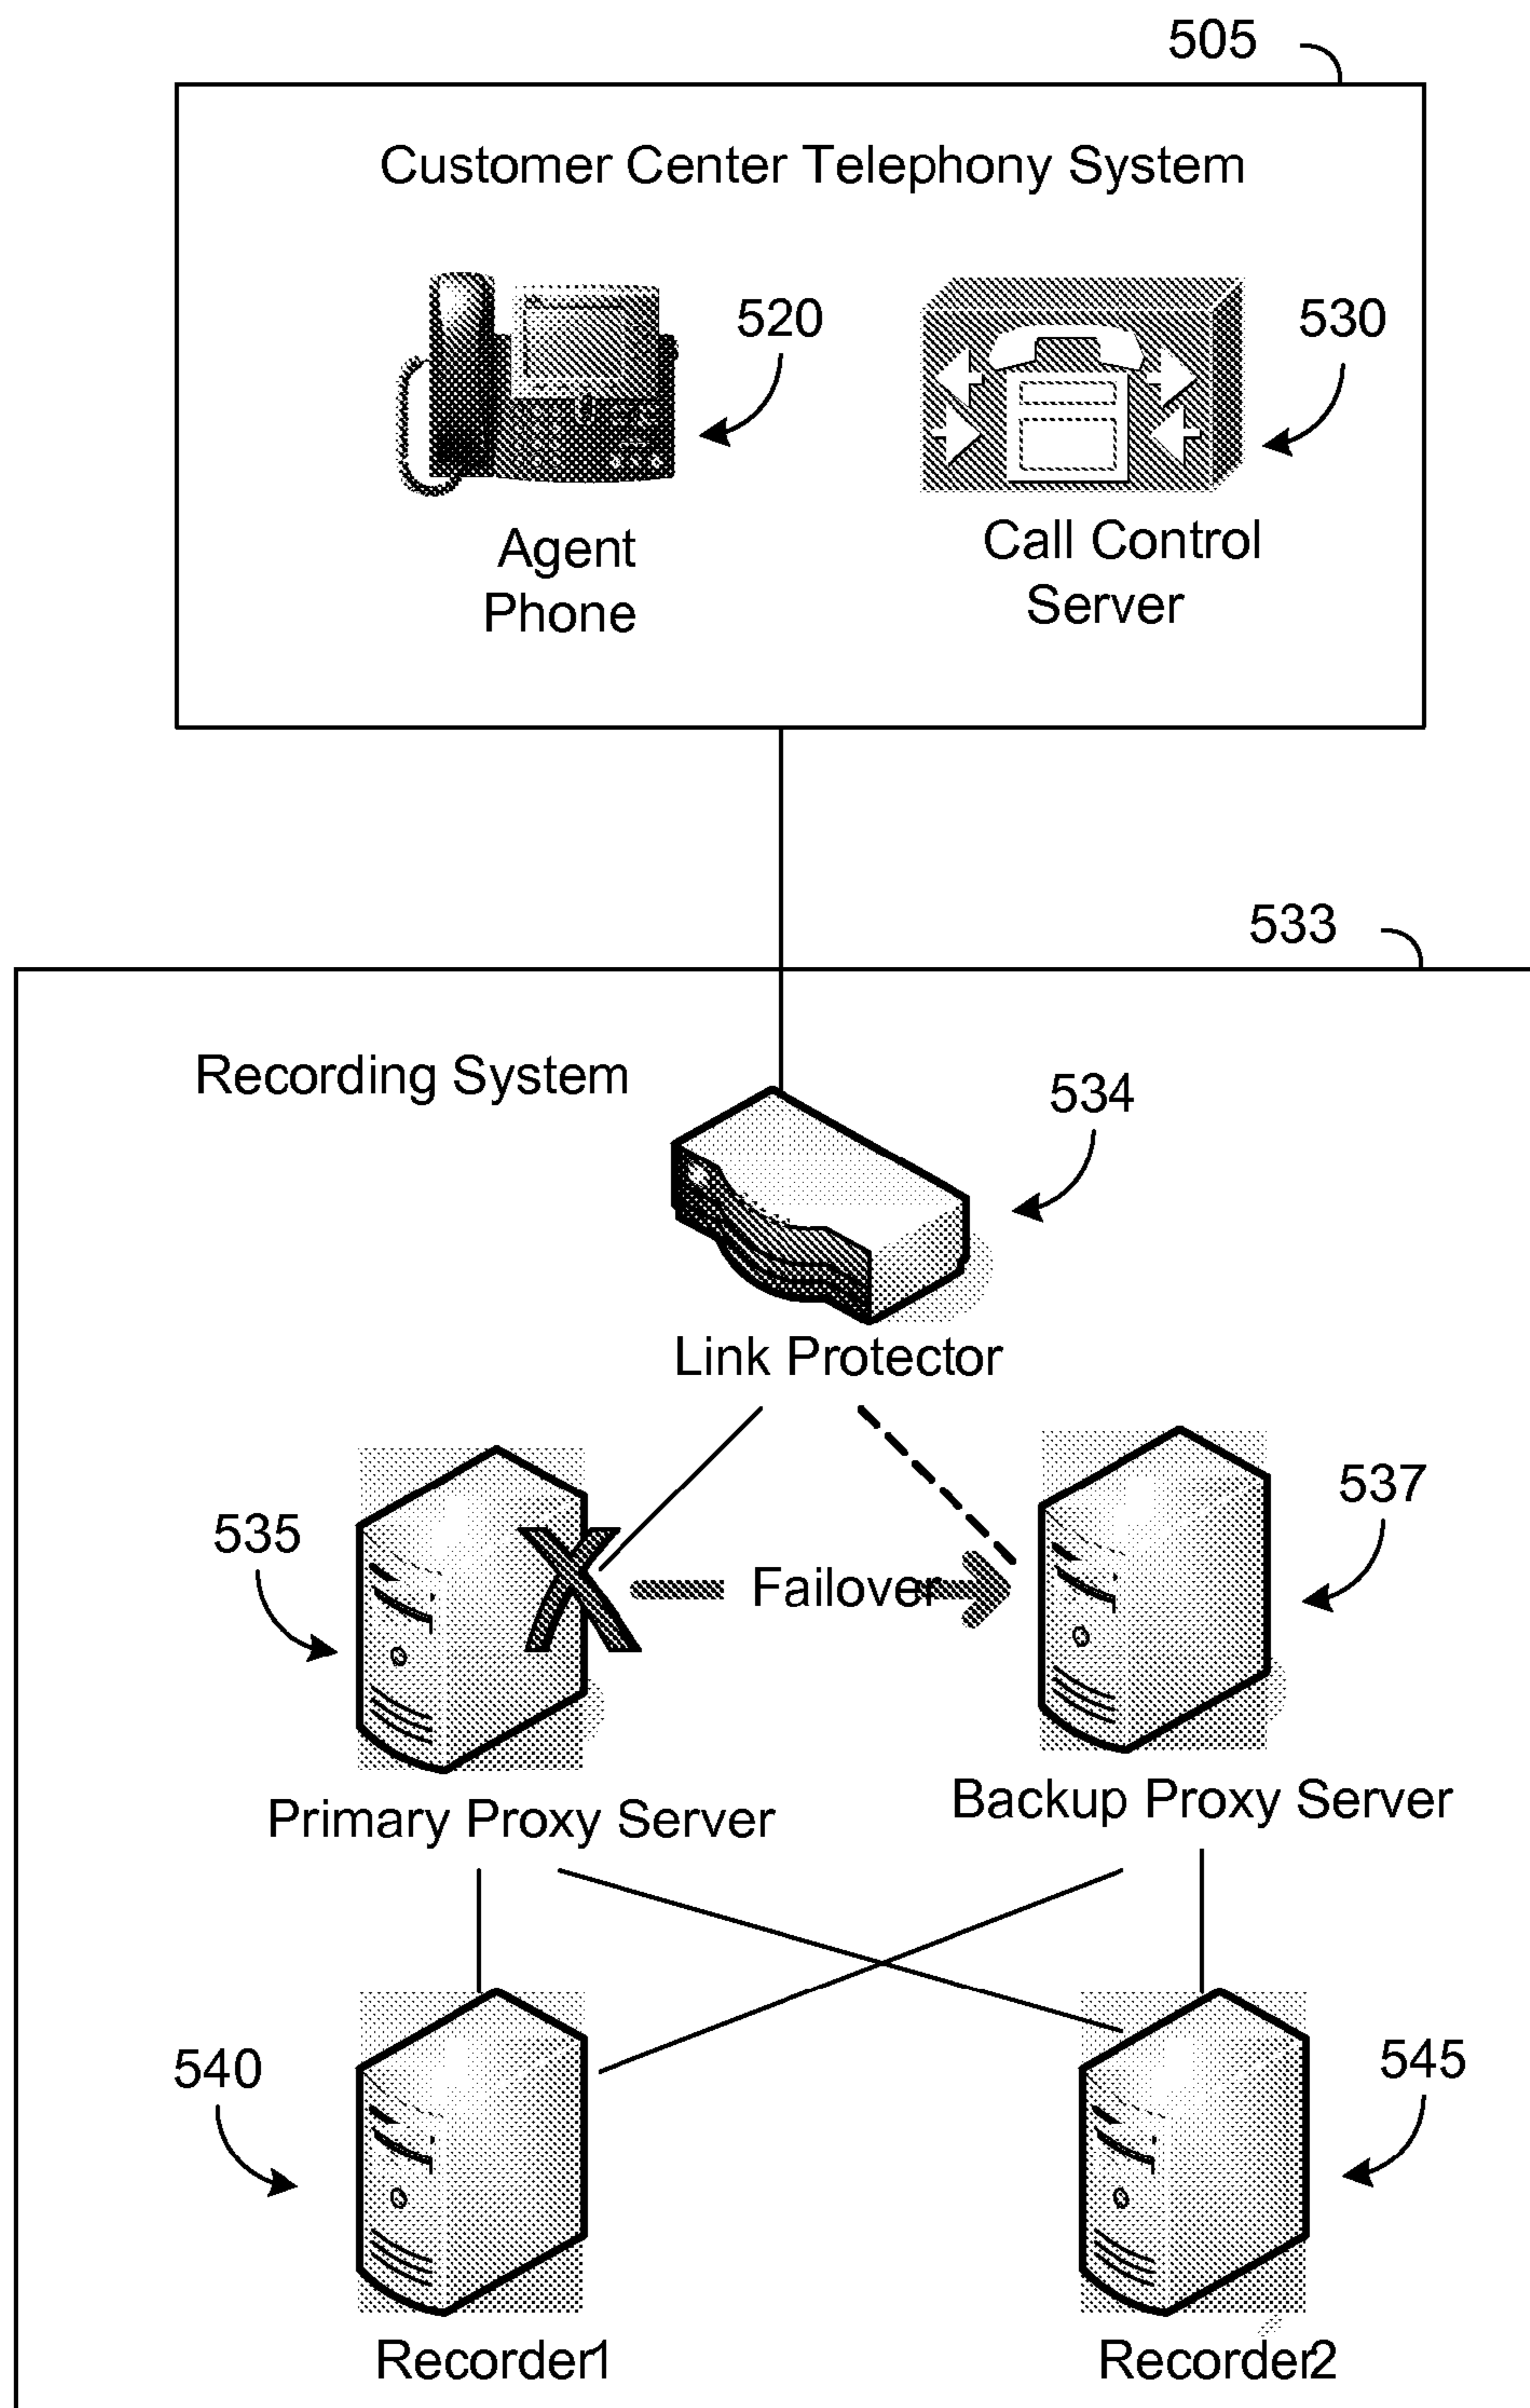 505
Customer Center Telephony System
520
530
Agent
Phone
Call Control
Server
533
Recording System
534
Link Protector
535
537
Failover
Primary Proxy Server
Backup Proxy Server
540
545
Recorder1
Recorder2